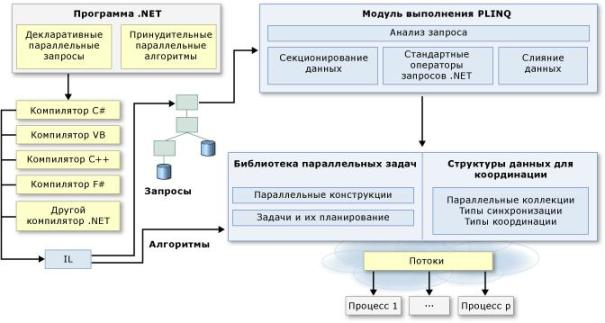 Программа .NET
Декларативные
параллельные
запросы
Принудительные
параллельные
алгоритмы
Компилятор C#
Компилятор VB
Компилятор C++
Компилятор F#
Другой
компилятор .NET
IL
Запросы
Алгоритмы
Модуль выполнения PLINQ
Анализ запроса
Секционирование
данных
Стандартные
операторы
запросов .NET
Слияние
данных
Библиотека параллельных задач
Параллельные конструкции
Задачи и их планирование
Структуры данных для
координации
Параллельные коллекции
Типы синхронизации
Типы координации
Потоки
Процесс 1
...
Процесс p